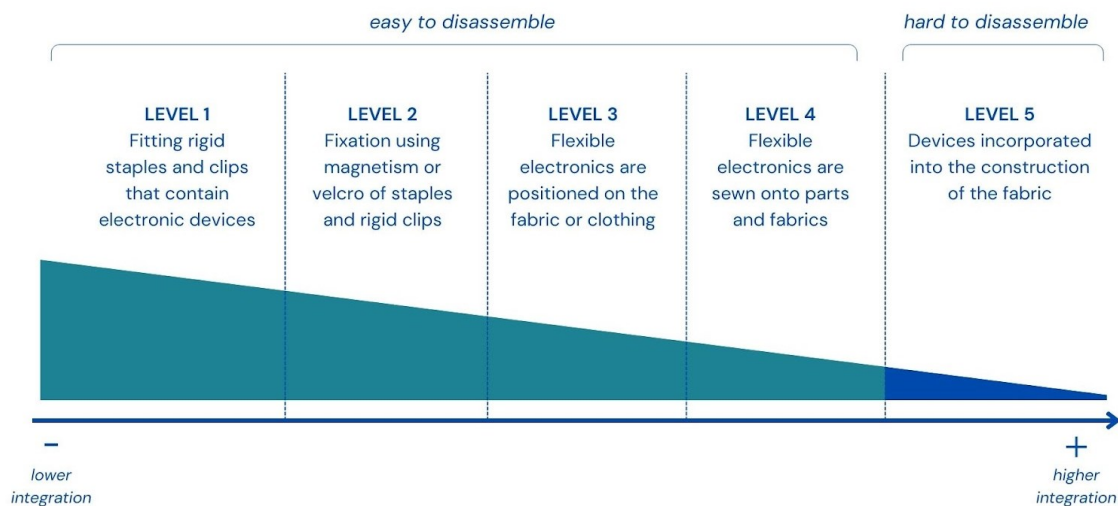 easy to disassemble
hard to disassemble
LEVEL 1
Fitting rigid
staples and clips
that contain
electronic devices
LEVEL 2
Fixation using
magnetism or
velcro of staples
and rigid clips
LEVEL 3
Flexible
electronics are
positioned on the
fabric or clothing
LEVEL 4
Flexible
electronics are
sewn onto parts
and fabrics
LEVEL 5
Devices incorporated
into the construction
of the fabric
−
lower
integration
+
higher
integration